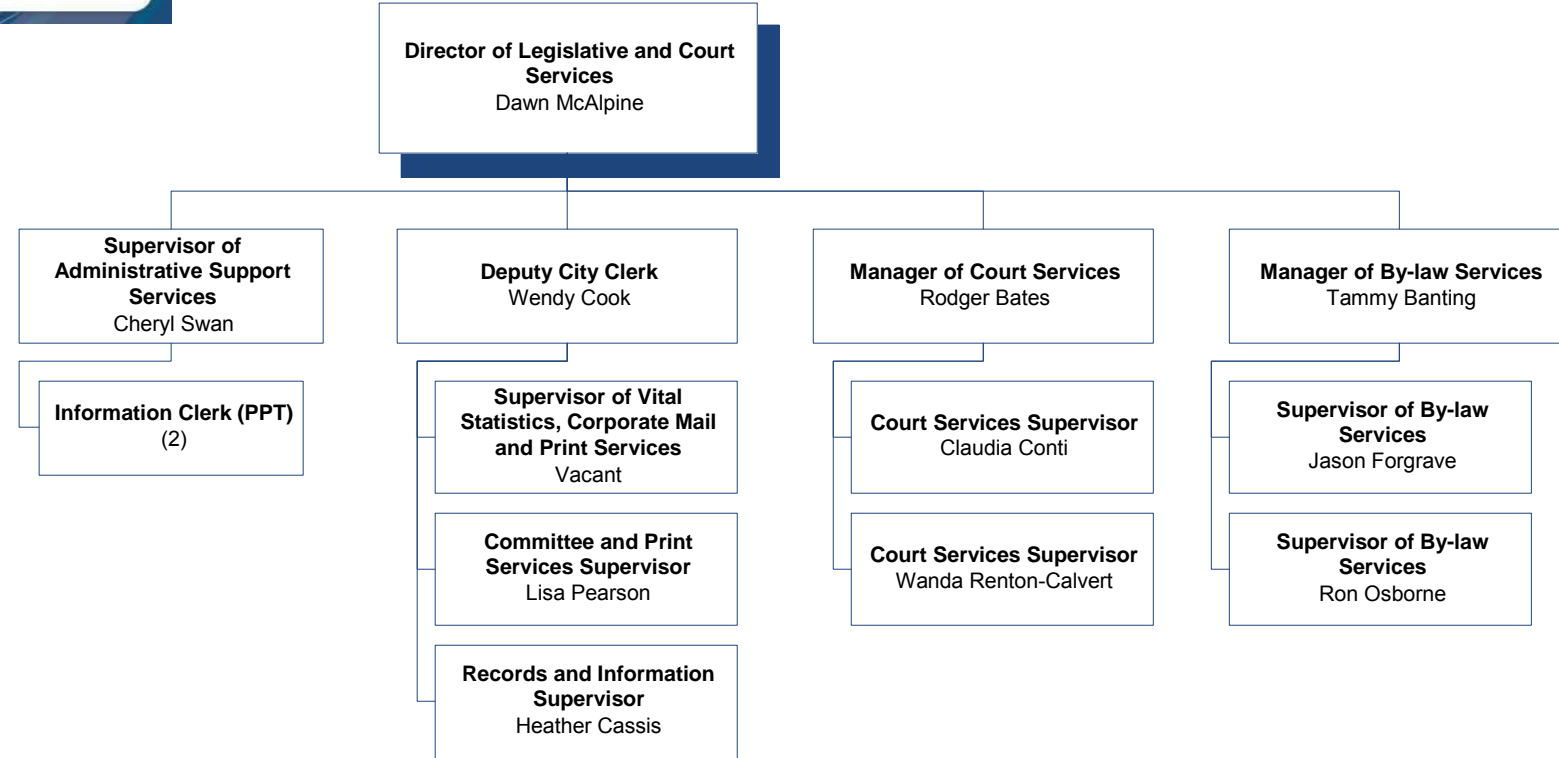 Director of Legislative and Court
Services
Dawn McAlpine
Supervisor of
Administrative Support
Services
Cheryl Swan
Information Clerk (PPT)
(2)
Deputy City Clerk
Wendy Cook
Supervisor of Vital
Statistics, Corporate Mail
and Print Services
Vacant
Committee and Print
Services Supervisor
Lisa Pearson
Records and Information
Supervisor
Heather Cassis
Manager of Court Services
Rodger Bates
Court Services Supervisor
Claudia Conti
Court Services Supervisor
Wanda Renton-Calvert
Manager of By-law Services
Tammy Banting
Supervisor of By-law
Services
Jason Forgrave
Supervisor of By-law
Services
Ron Osborne